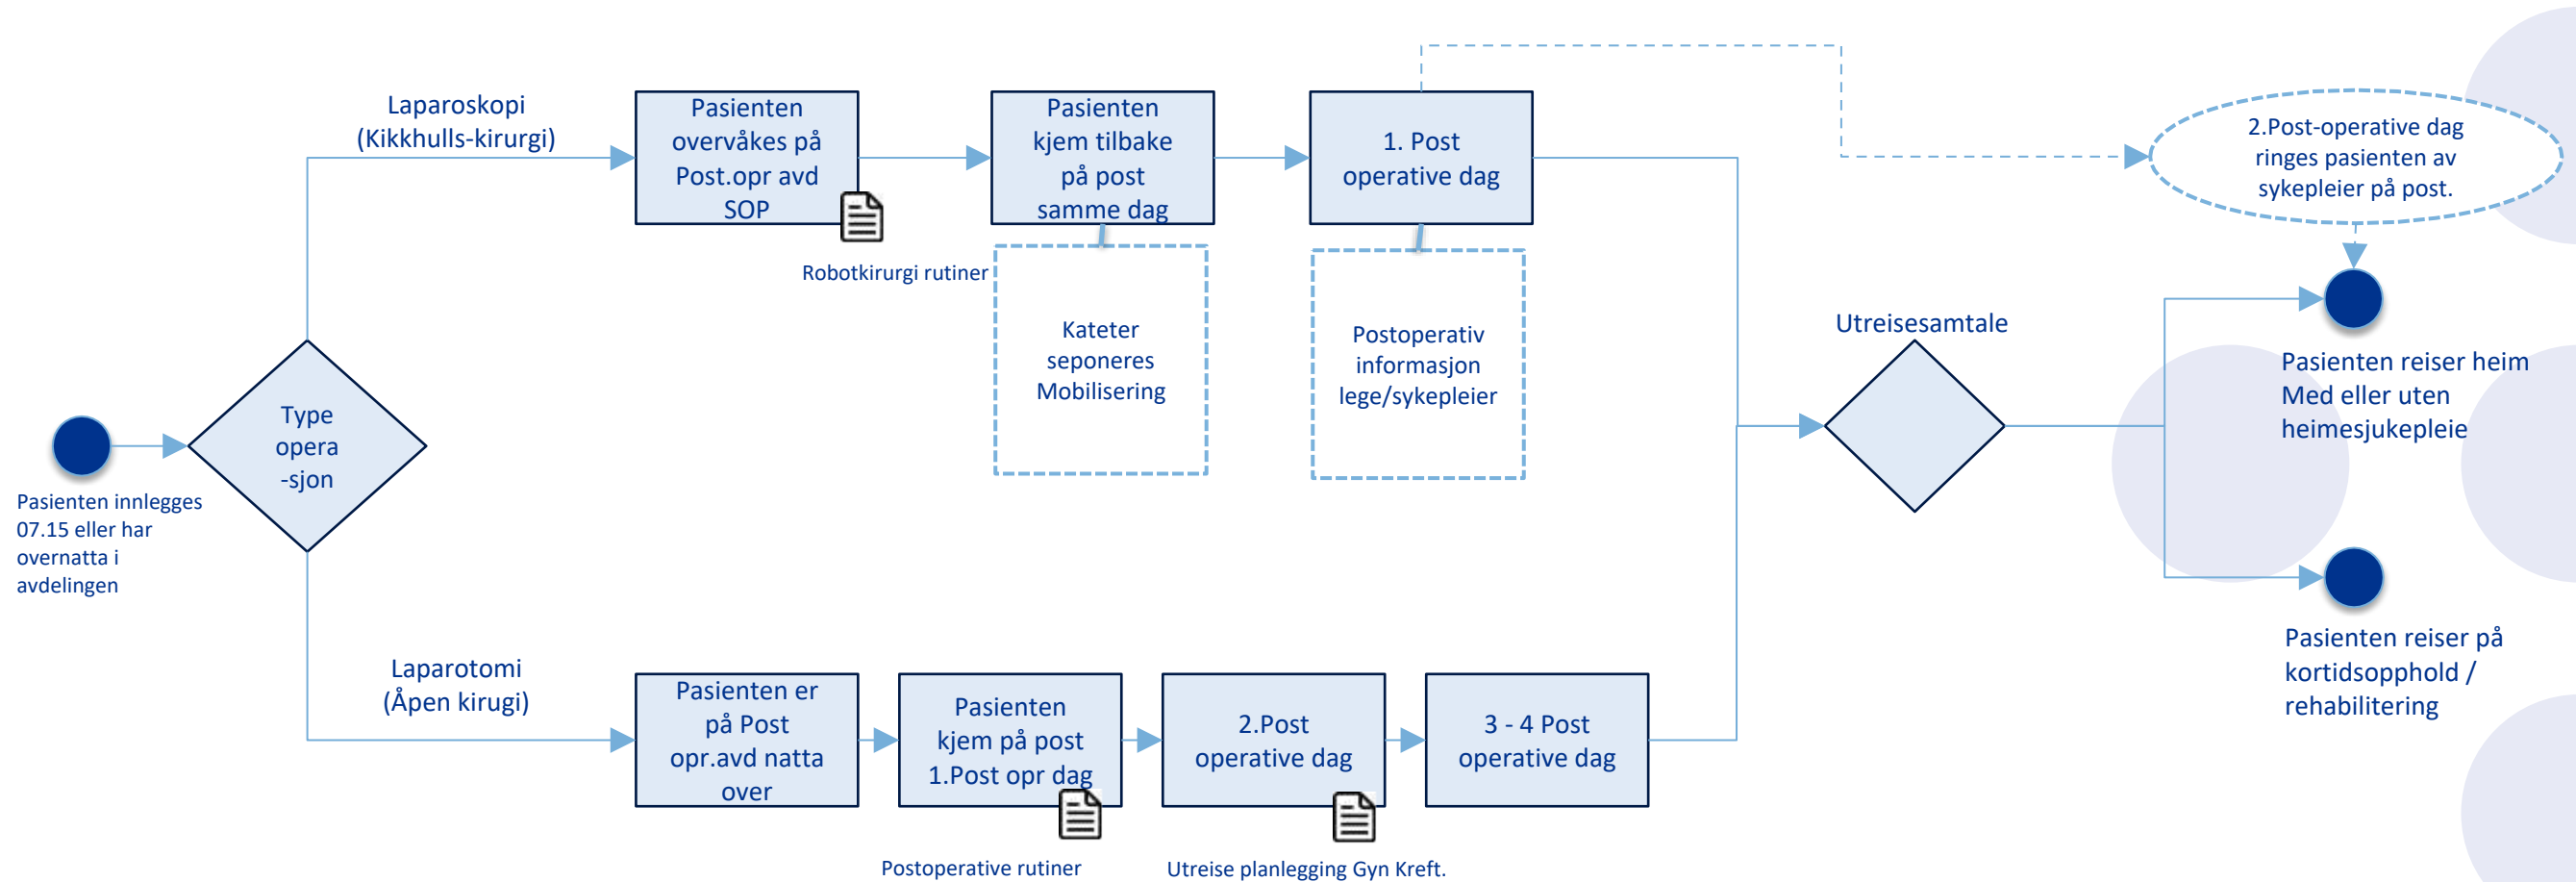 Laparoskopi
(Kikkhulls-kirurgi)
Pasienten
overvåkes på
Post.opr avd
SOP
Robotkirurgi rutiner
Pasienten
kjem tilbake
på post
samme dag
Kateter
seponeres
Mobilisering
1. Post
operative dag
Postoperativ
informasjon
lege/sykepleier
2.Post-operative dag
ringes pasienten av
sykepleier på post.
Type
opera
-sjon
Pasienten innlegges
07.15 eller har
overnatta i
avdelingen
Utreisesamtale
Pasienten reiser heim
Med eller uten
heimesjukepleie
Pasienten reiser på
kortidsopphold /
rehabilitering
Laparotomi
(Åpen kirugi)
Pasienten er
på Post
opr.avd natta
over
Pasienten
kjem på post
1.Post opr dag
Postoperative rutiner
2.Post
operative dag
Utreise planlegging Gyn Kreft.
3 - 4 Post
operative dag